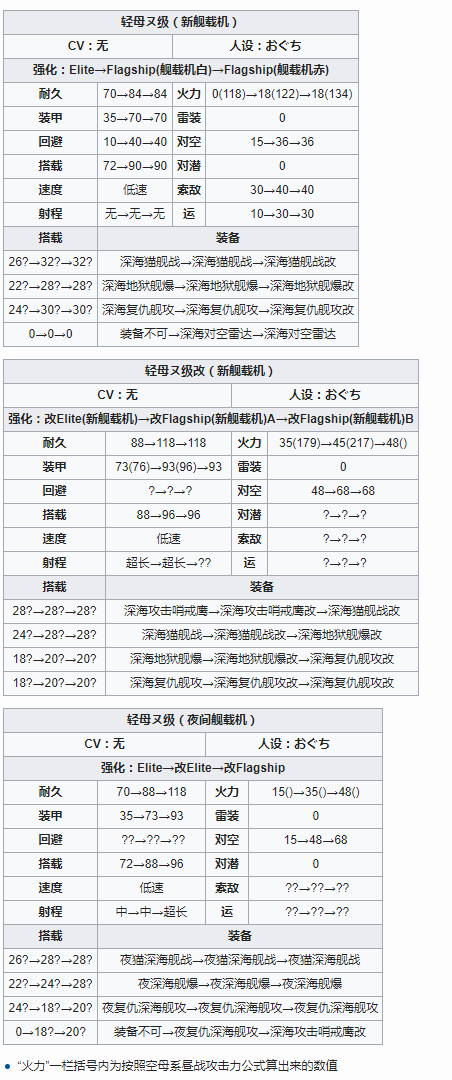 轻母ヌ级（新舰载机）
CV：无 人设：おぐち
强化：Elite→Flagship(舰载机白)→Flagship(舰载机赤)
耐久 70→84→84 火力 0(118)→18(122)→18(134)
装甲 35→70→70 雷装 0
回避 10→40→40 对空 15→36→36
搭载 72→90→90 对潜 0
速度 低速 索敌 30→40→40
射程 无→无→无 运 10→30→30
搭载 装备
26?→32?→32? 深海猫舰战→深海猫舰战→深海猫舰战改
22?→28?→28? 深海地狱舰爆→深海地狱舰爆→深海地狱舰爆改
24?→30?→30? 深海复仇舰攻→深海复仇舰攻→深海复仇舰攻改
0→0→0 装备不可→深海对空雷达→深海对空雷达
轻母ヌ级改（新舰载机）
CV：无 人设：おぐち
强化：改Elite(新舰载机)→改Flagship(新舰载机)A→改Flagship(新舰载机)B
耐久 88→118→118 火力 35(179)→45(217)→48()
装甲 73(76)→93(96)→93 雷装 0
回避 ?→?→? 对空 48→68→68
搭载 88→96→96 对潜 ?→?→?
速度 低速 索敌 ?→?→?
射程 超长→超长→?? 运 ?→?→?
搭载 装备
28?→28?→28? 深海攻击哨戒鹰→深海攻击哨戒鹰改→深海猫舰战改
24?→28?→28? 深海猫舰战→深海猫舰战改→深海地狱舰爆改
18?→20?→20? 深海地狱舰爆→深海地狱舰爆改→深海复仇舰攻改
18?→20?→20? 深海复仇舰攻→深海复仇舰攻改→深海复仇舰攻改
轻母ヌ级（夜间舰载机）
CV：无 人设：おぐち
强化：Elite→改Elite→改Flagship
耐久 70→88→118 火力 15()→35()→48()
装甲 35→73→93 雷装 0
回避 ??→??→?? 对空 15→48→68
搭载 72→88→96 对潜 0
速度 低速 索敌 ??→??→??
射程 中→中→超长 运 ??→??→??
搭载 装备
26?→28?→28? 夜猫深海舰战→夜猫深海舰战→夜猫深海舰战
22?→24?→28? 夜深海舰爆→夜深海舰爆→夜深海舰爆
24?→18?→20? 夜复仇深海舰攻→夜复仇深海舰攻→夜复仇深海舰攻
0→18?→20? 装备不可→夜复仇深海舰攻→深海攻击哨戒鹰改
● “火力”一栏括号内为按照空母系昼战攻击力公式算出来的数值